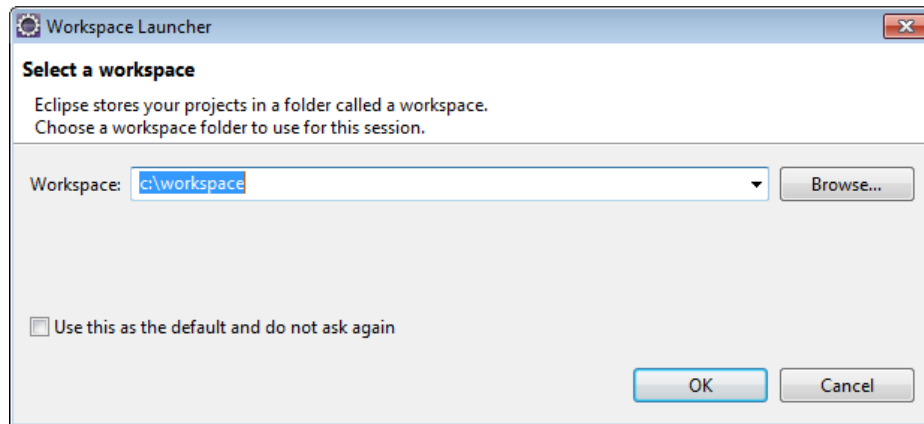 Workspace Launcher
Select a workspace
Eclipse stores your projects in a folder called a workspace.
Choose a workspace folder to use for this session.
Workspace: c:\workspace Browse...
Use this as the default and do not ask again
OK Cancel